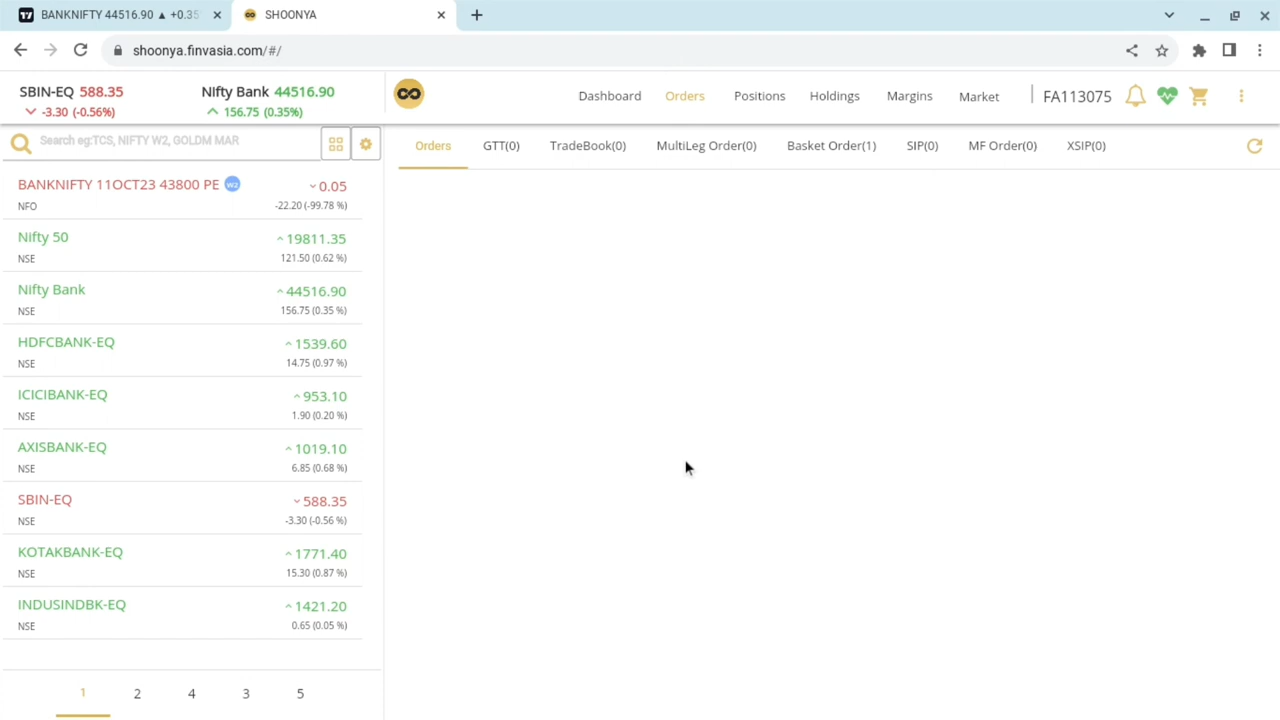 BANKNIFTY 44516.90 ▲ +0.35
SHOONYA
shoonya.finvasia.com/#/
SBIN-EQ 588.35
-3.30 (-0.56%)
Nifty Bank 44516.90
156.75 (0.35%)
Dashboard
Orders
Positions
Holdings
Margins
Market
FA113075
Search eg:TCS, NIFTY W2, GOLDM MAR
Orders
GTT(0)
TradeBook(0)
MultiLeg Order(0)
Basket Order(1)
SIP(0)
MF Order(0)
XSIP(0)
BANKNIFTY 11OCT23 43800 PE W2 0.05
NFO -22.20 (-99.78 %)
Nifty 50 19811.35
NSE 121.50 (0.62 %)
Nifty Bank 44516.90
NSE 156.75 (0.35 %)
HDFCBANK-EQ 1539.60
NSE 14.75 (0.97 %)
ICICIBANK-EQ 953.10
NSE 1.90 (0.20 %)
AXISBANK-EQ 1019.10
NSE 6.85 (0.68 %)
SBIN-EQ 588.35
NSE -3.30 (-0.56 %)
KOTAKBANK-EQ 1771.40
NSE 15.30 (0.87 %)
INDUSINDBK-EQ 1421.20
NSE 0.65 (0.05 %)
1 2 4 3 5